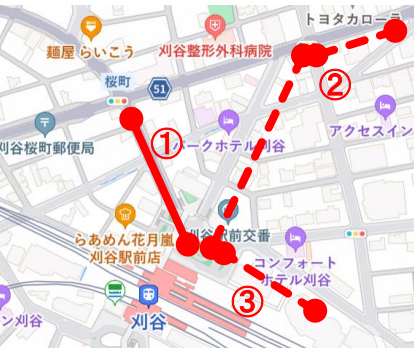 トヨタカローラ
麺屋 らいこう
刈谷整形外科病院
桜町
51
②
刈谷桜町郵便局
①
パークホテル刈谷
アクセスイン
らあめん花月嵐
刈谷駅前店
刈谷駅前交番
コンフォート
ホテル刈谷
③
イン刈谷
刈谷